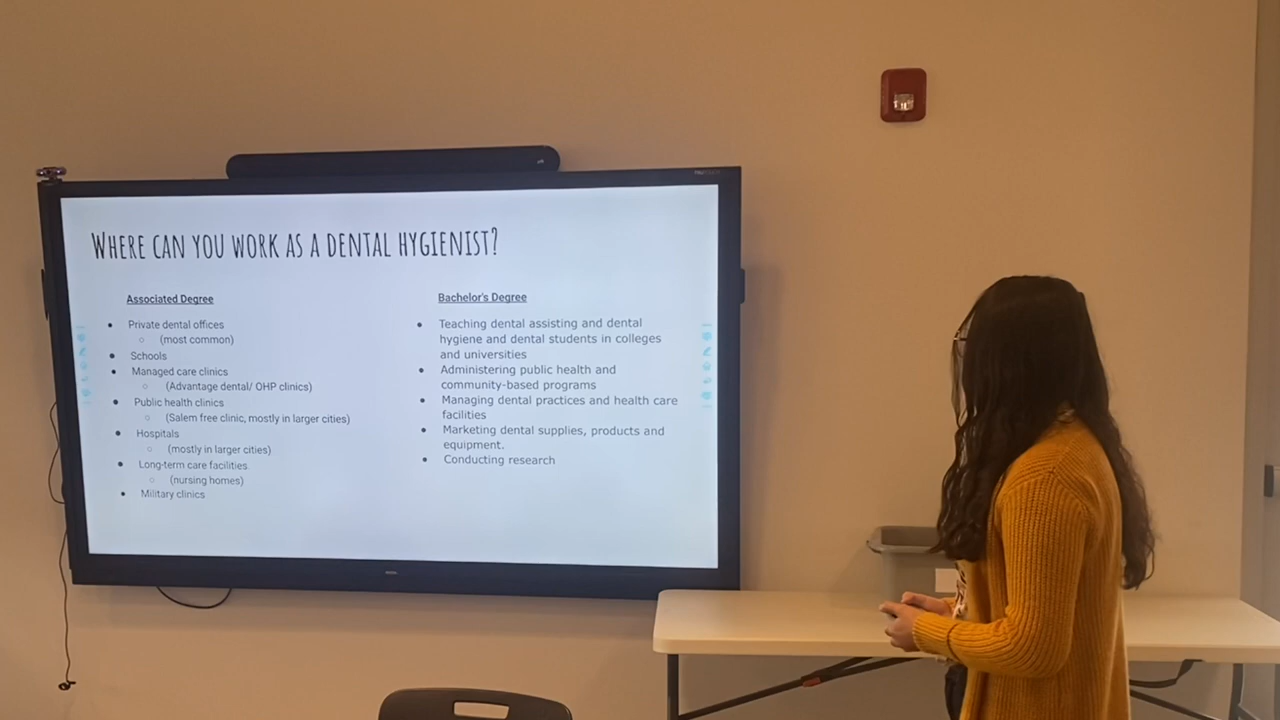 WHERE CAN YOU WORK AS A DENTAL HYGIENIST?
Associated Degree
● Private dental offices
○ (most common)
● Schools
● Managed care clinics
○ (Advantage dental/ OHP clinics)
● Public health clinics
○ (Salem free clinic, mostly in larger cities)
● Hospitals
○ (mostly in larger cities)
● Long-term care facilities
○ (nursing homes)
● Military clinics
Bachelor's Degree
● Teaching dental assisting and dental
hygiene and dental students in colleges
and universities
● Administering public health and
community-based programs
● Managing dental practices and health care
facilities
● Marketing dental supplies, products and
equipment.
● Conducting research